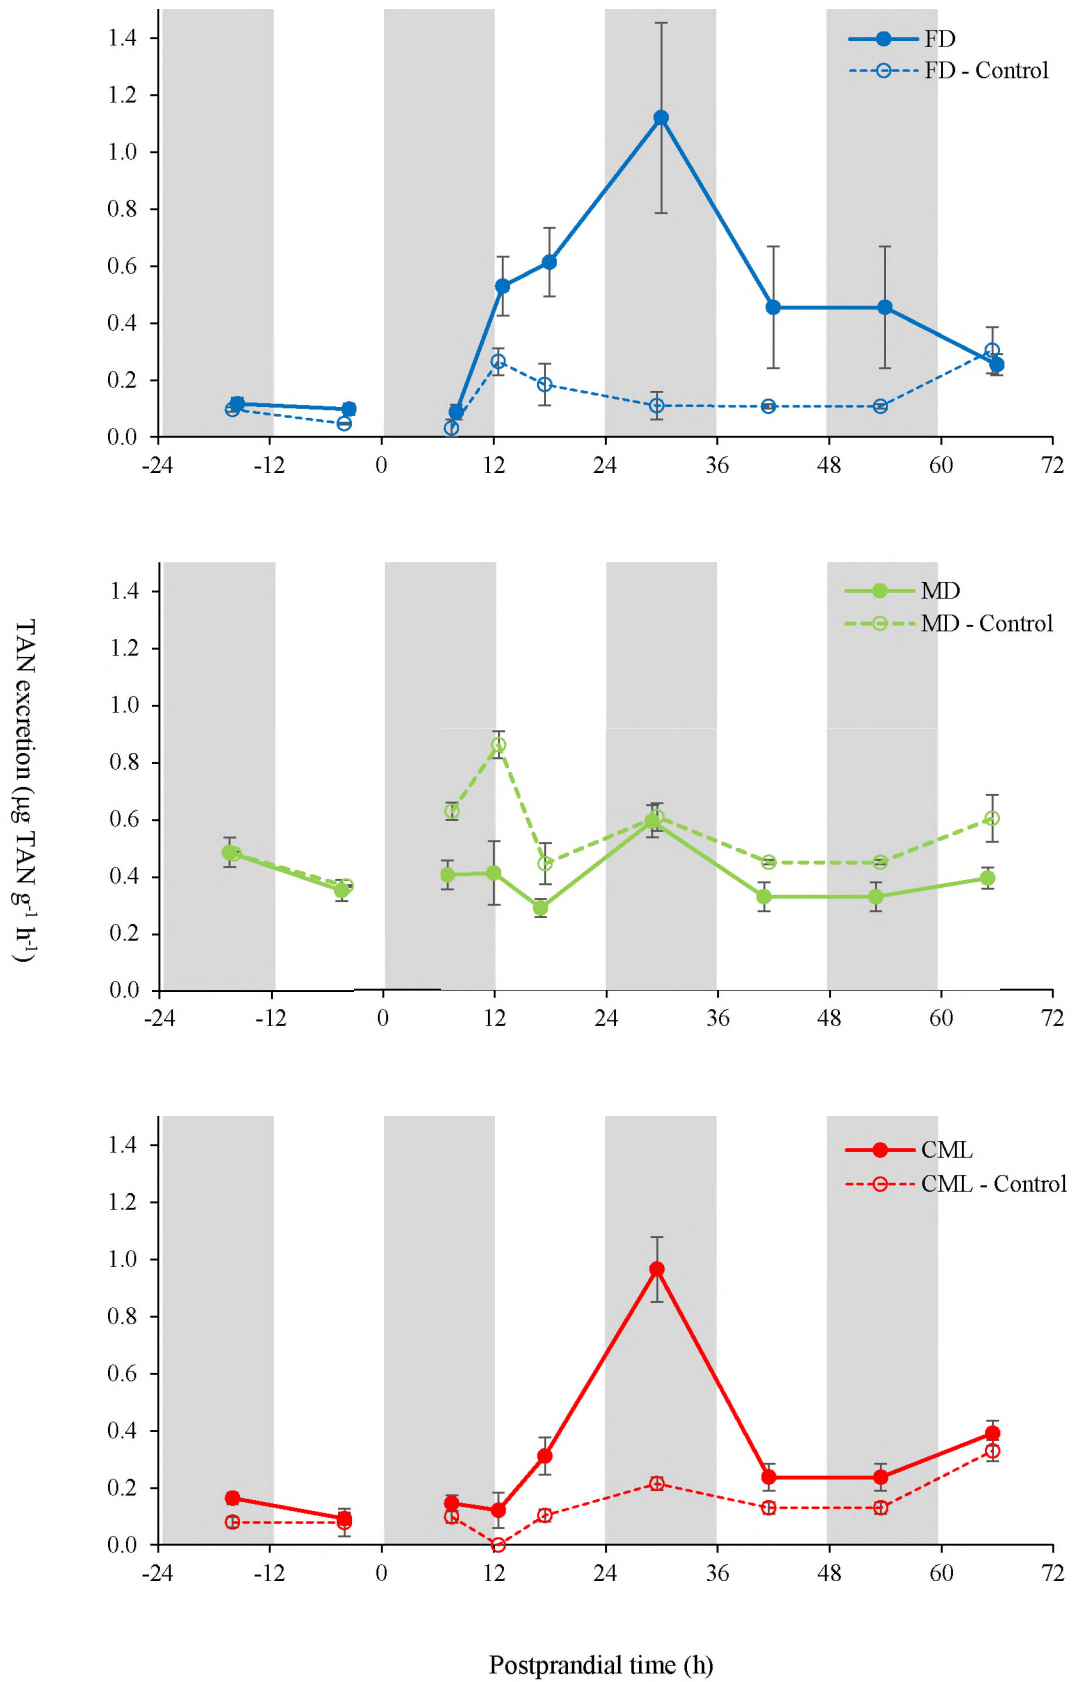 1.4
1.2
1.0
0.8
0.6
0.4
0.2
0.0
-24 -12 0 12 24 36 48 60 72
FD
FD - Control
1.4
1.2
1.0
0.8
0.6
0.4
0.2
0.0
-24 -12 0 12 24 36 48 60 72
MD
MD - Control
TAN excretion (µg TAN g⁻¹ h⁻¹)
1.4
1.2
1.0
0.8
0.6
0.4
0.2
0.0
-24 -12 0 12 24 36 48 60 72
CML
CML - Control
Postprandial time (h)